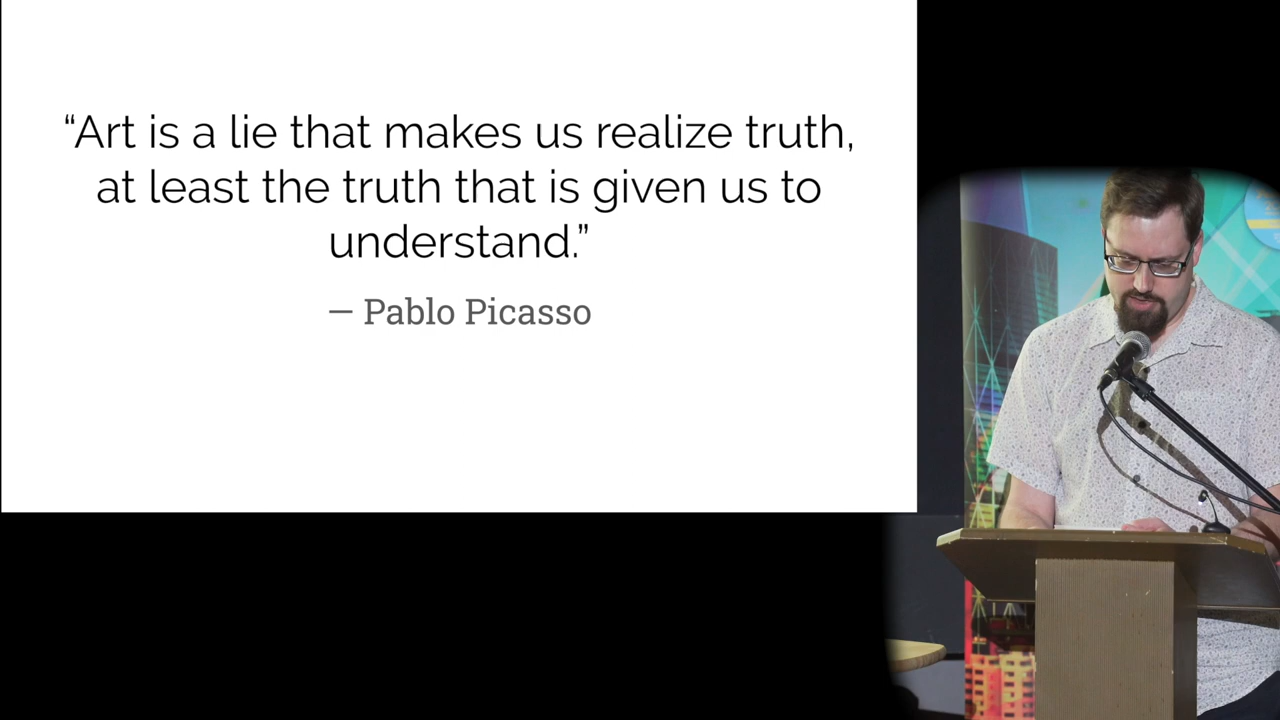 “Art is a lie that makes us realize truth,
at least the truth that is given us to
understand.”
— Pablo Picasso